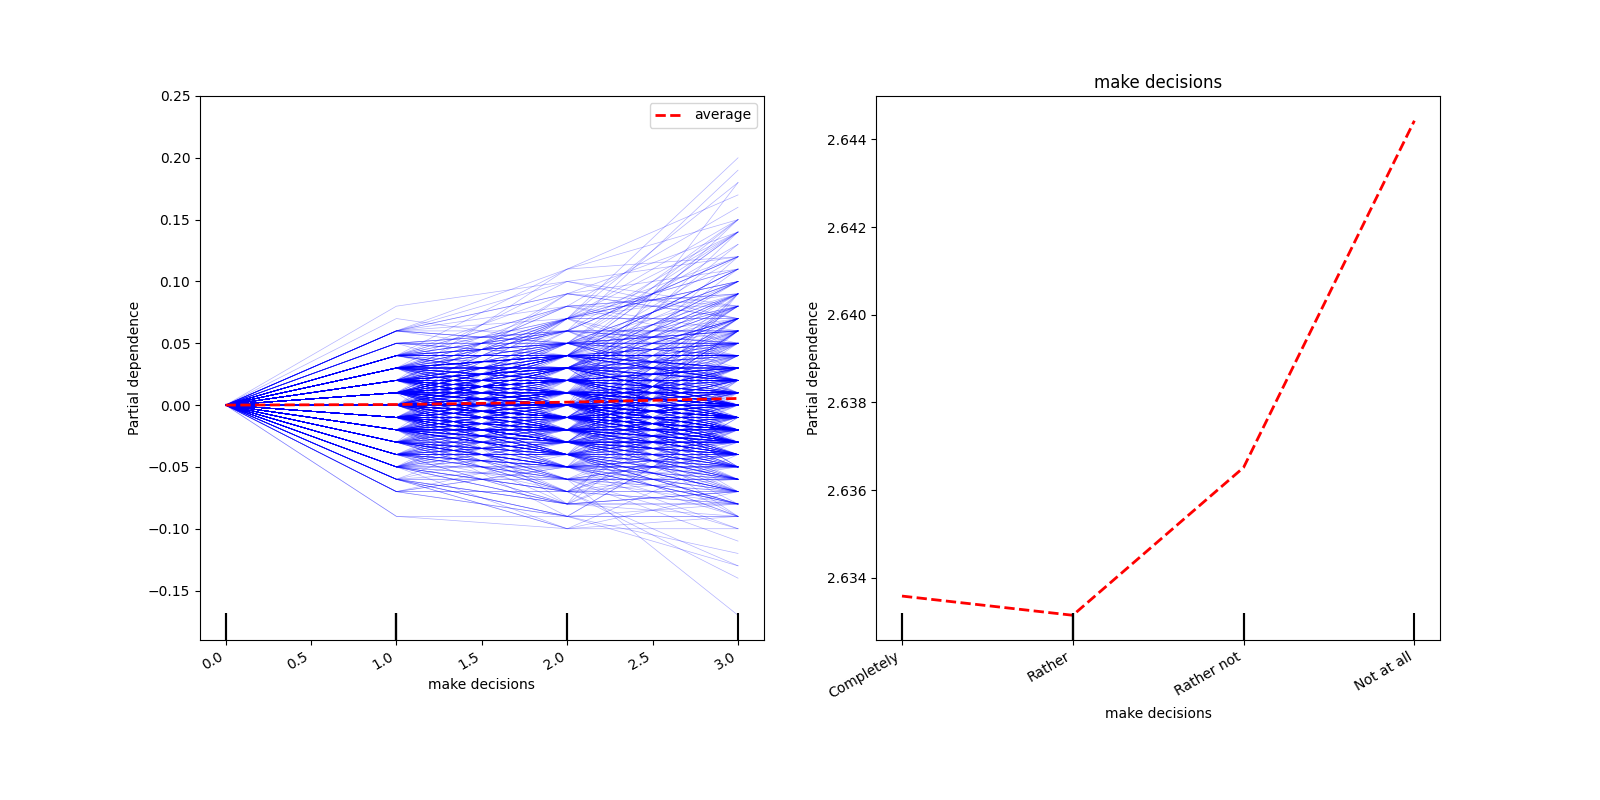 average
0.25
0.20
0.15
0.10
0.05
0.00
−0.05
−0.10
−0.15
Partial dependence
0.0
0.5
1.0
1.5
2.0
2.5
3.0
make decisions
make decisions
2.644
2.642
2.640
2.638
2.636
2.634
Partial dependence
Completely
Rather
Rather not
Not at all
make decisions